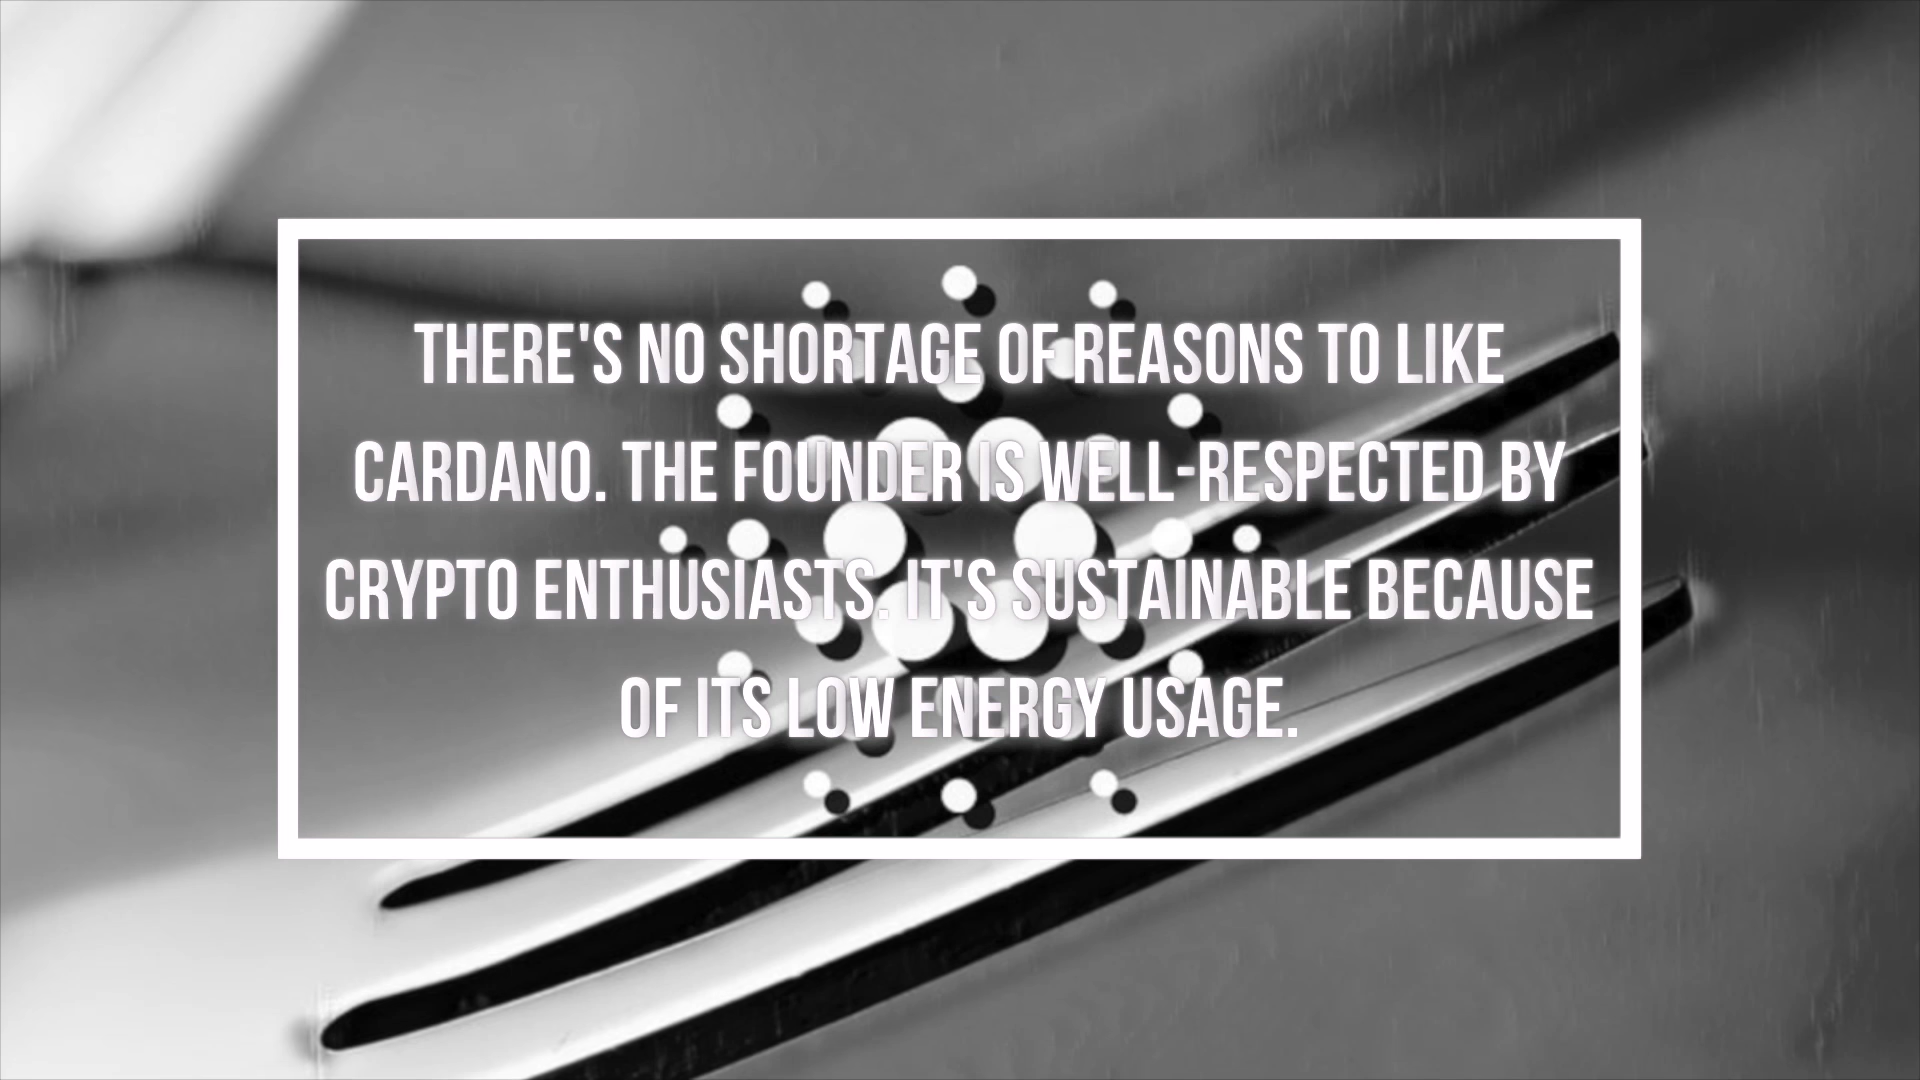 THERE'S NO SHORTAGE OF REASONS TO LIKE
CARDANO. THE FOUNDER IS WELL-RESPECTED BY
CRYPTO ENTHUSIASTS. IT'S SUSTAINABLE BECAUSE
OF ITS LOW ENERGY USAGE.